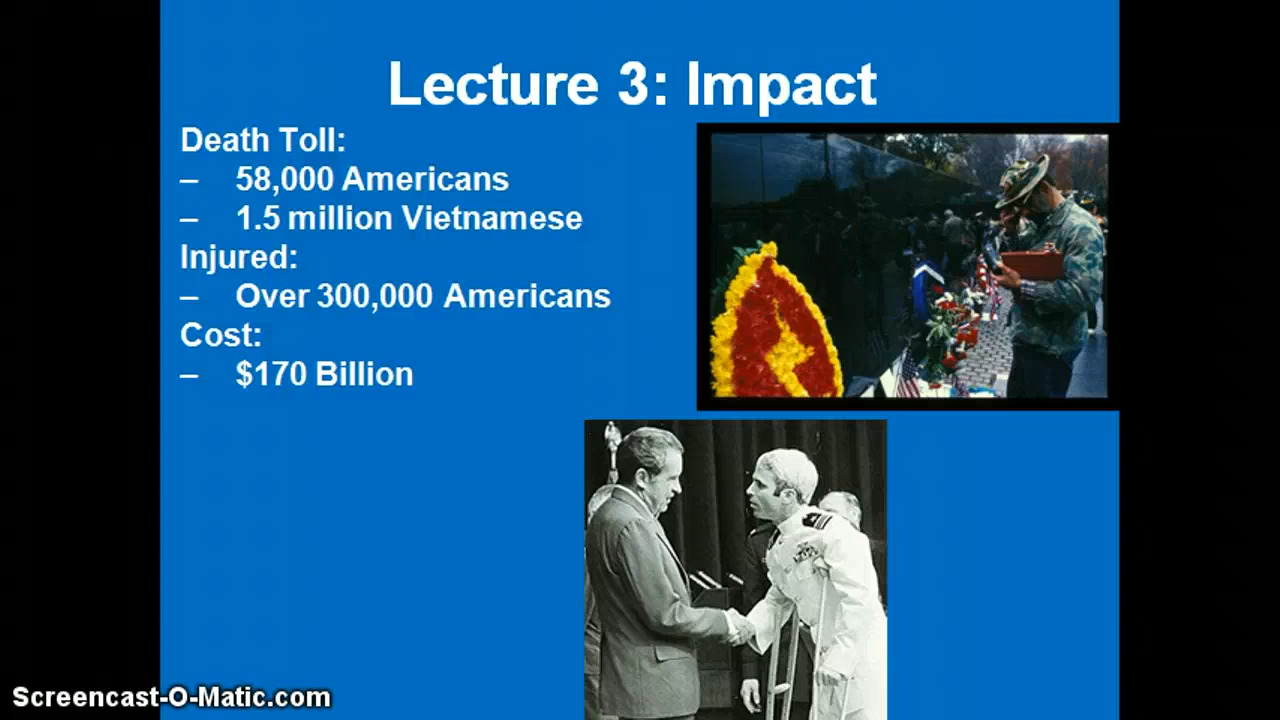 Lecture 3: Impact
Death Toll:
– 58,000 Americans
– 1.5 million Vietnamese
Injured:
– Over 300,000 Americans
Cost:
– $170 Billion
Screencast-O-Matic.com